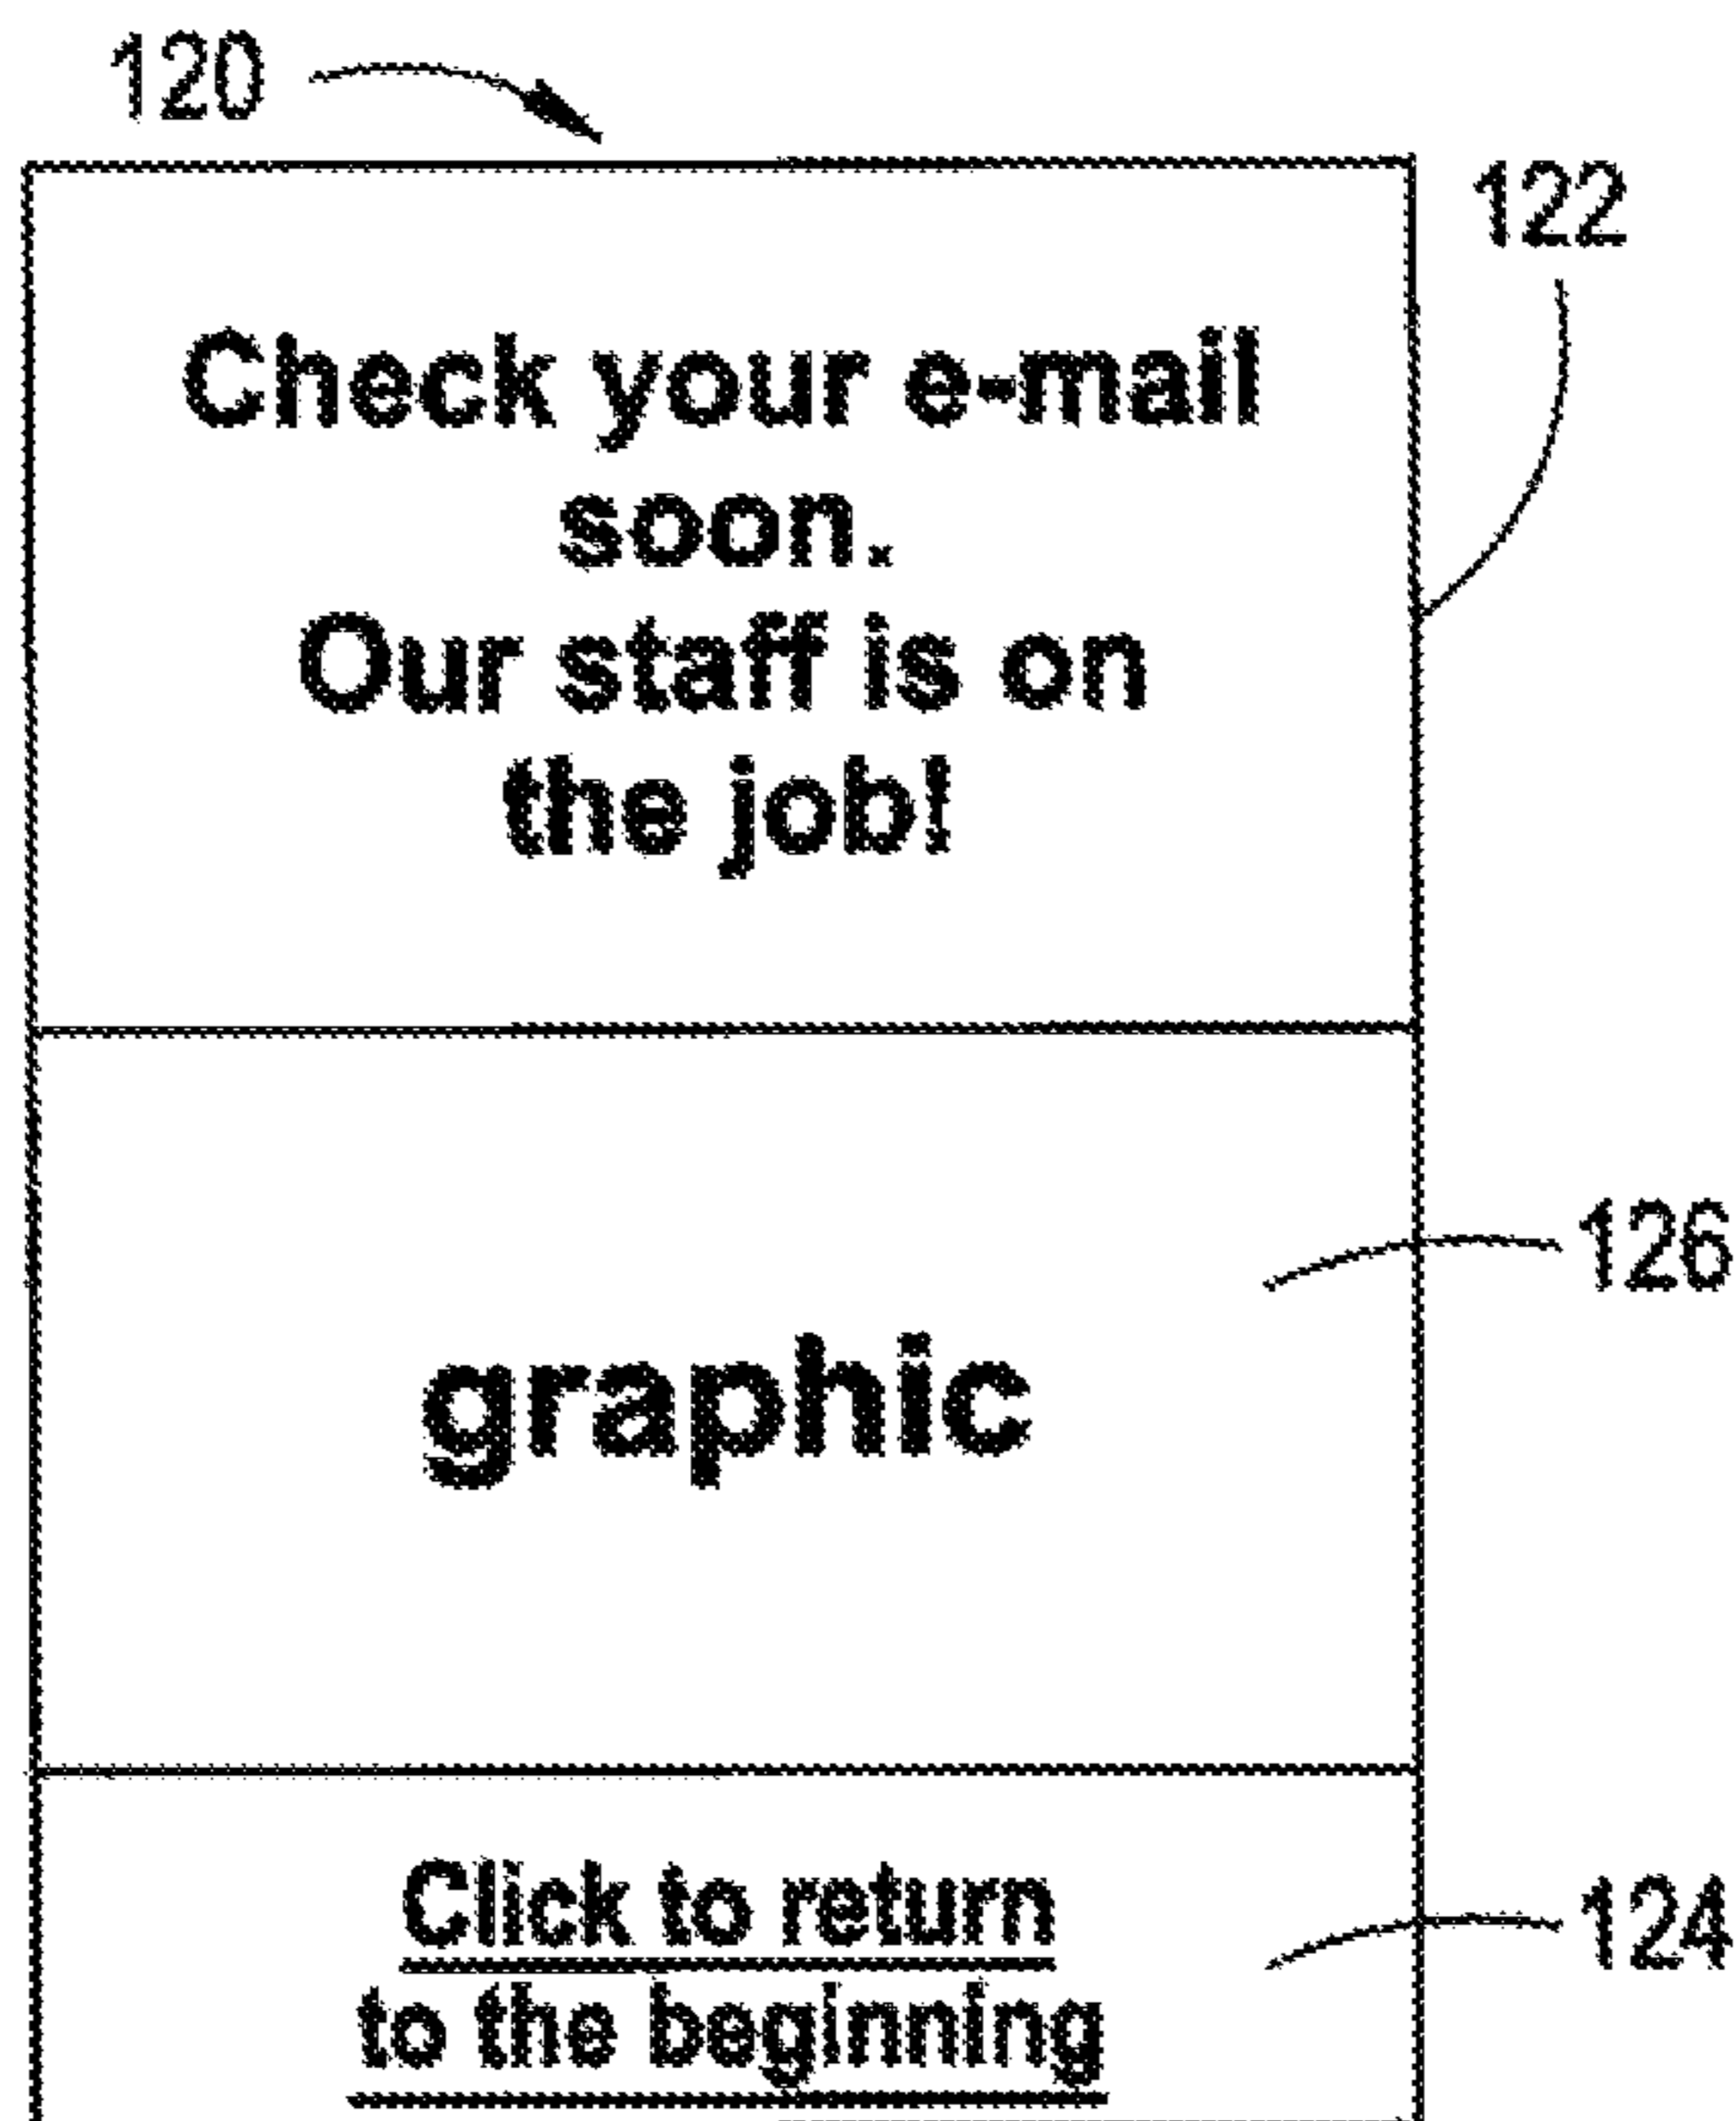 120
122
Check your e-mail
soon.
Our staff is on
the job!
126
graphic
124
Click to return
to the beginning